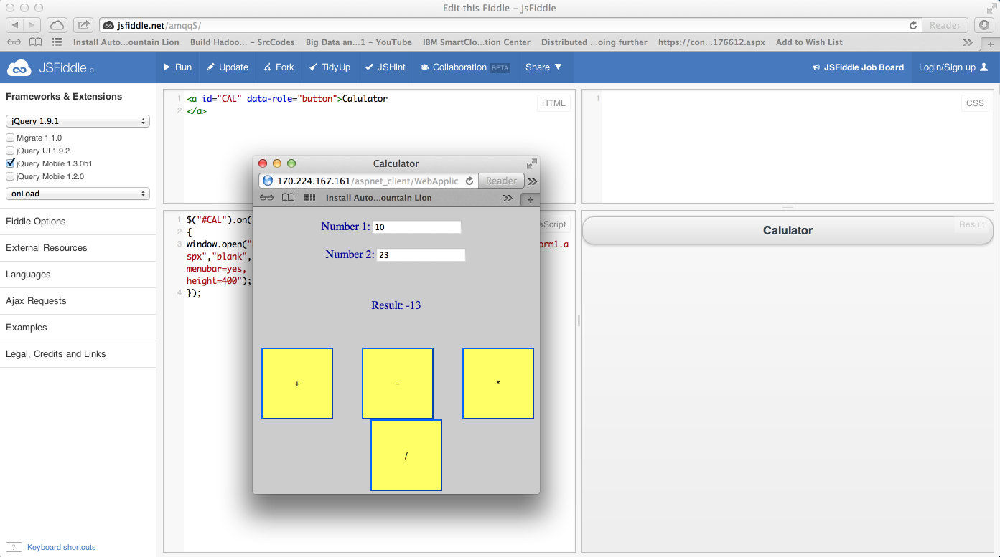 Edit this Fiddle – jsFiddle
jsfiddle.net/amqqS/
Reader
Install Auto...ountain Lion
Build Hadoo... – SrcCodes
Big Data an...1 – YouTube
IBM SmartClo...tion Center
Distributed ...oing further
https://con...176612.aspx
Add to Wish List
JSFiddle α
Run
Update
Fork
TidyUp
JSHint
Collaboration BETA
Share
JSFiddle Job Board
Login/Sign up
Frameworks & Extensions
jQuery 1.9.1
Migrate 1.1.0
jQuery UI 1.9.2
jQuery Mobile 1.3.0b1
jQuery Mobile 1.2.0
onLoad
Fiddle Options
External Resources
Languages
Ajax Requests
Examples
Legal, Credits and Links
? Keyboard shortcuts
1 <a id="CAL" data-role="button">Calulator
2 </a>
HTML
1
CSS
1 $("#CAL").on(
2 {
3 window.open(" orm1.a
spx","blank",
menubar=yes,
height=400");
4 });
aScript
Calculator
170.224.167.161/aspnet_client/WebApplic
Reader
Install Auto...ountain Lion
Number 1: 10
Number 2: 23
Result: -13
+
-
*
/
Calulator
Result